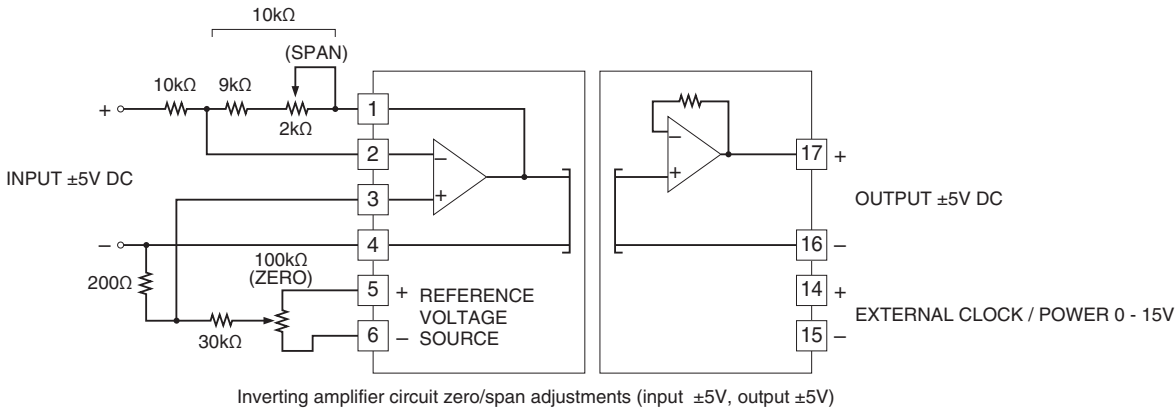 10kΩ
(SPAN)
10kΩ
9kΩ
2kΩ
+
1
2
−
3
+
INPUT ±5V DC
−
4
200Ω
100kΩ
(ZERO)
30kΩ
5
+ REFERENCE
VOLTAGE
6
− SOURCE
−
+
17 +
OUTPUT ±5V DC
16 −
14 +
EXTERNAL CLOCK / POWER 0 - 15V
15 −
Inverting amplifier circuit zero/span adjustments (input ±5V, output ±5V)